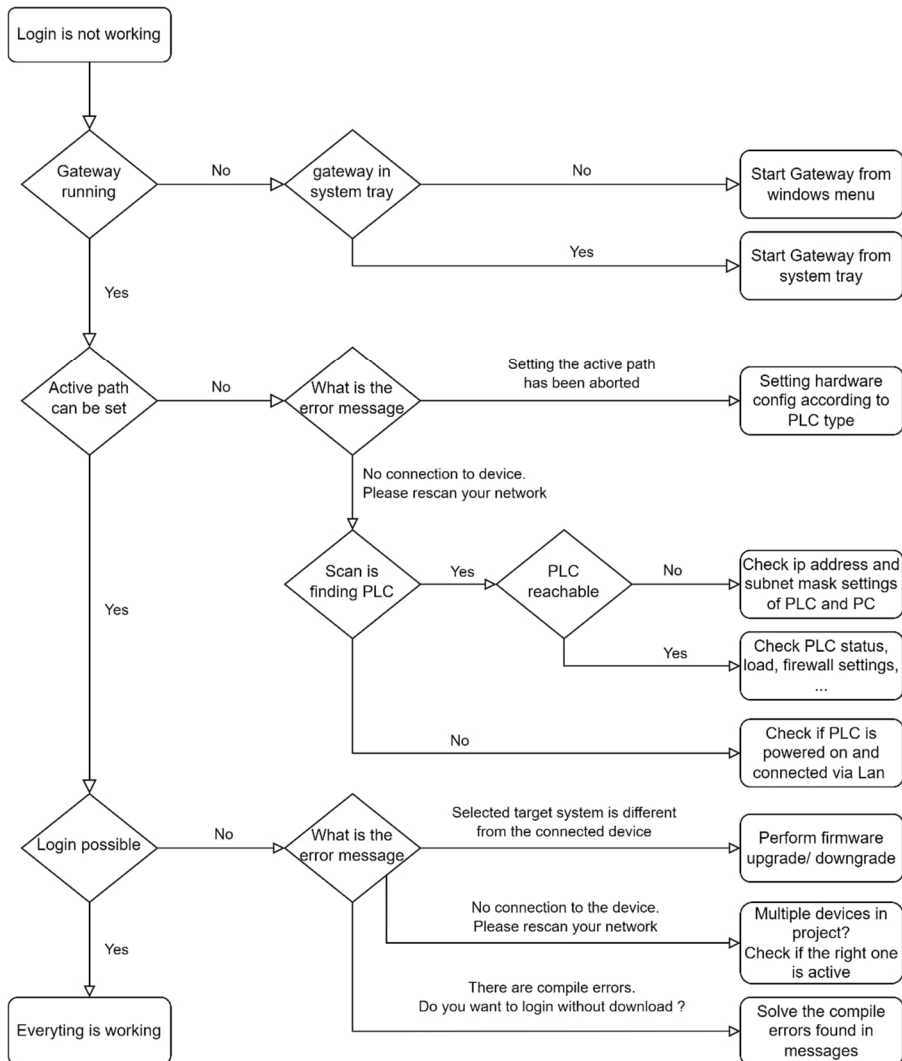 Login is not working
Gateway
running
No
gateway in
system tray
No
Start Gateway from
windows menu
Yes
Start Gateway from
system tray
Yes
Active path
can be set
No
What is the
error message
Setting the active path
has been aborted
Setting hardware
config according to
PLC type
No connection to device.
Please rescan your network
Scan is
finding PLC
Yes
PLC
reachable
No
Check ip address and
subnet mask settings
of PLC and PC
Yes
Yes
Check PLC status,
load, firewall settings,
...
No
Check if PLC is
powered on and
connected via Lan
Login possible
No
What is the
error message
Selected target system is different
from the connected device
Perform firmware
upgrade/ downgrade
No connection to the device.
Please rescan your network
Multiple devices in
project?
Check if the right one
is active
Yes
There are compile errors.
Do you want to login without download ?
Solve the compile
errors found in
messages
Everyting is working